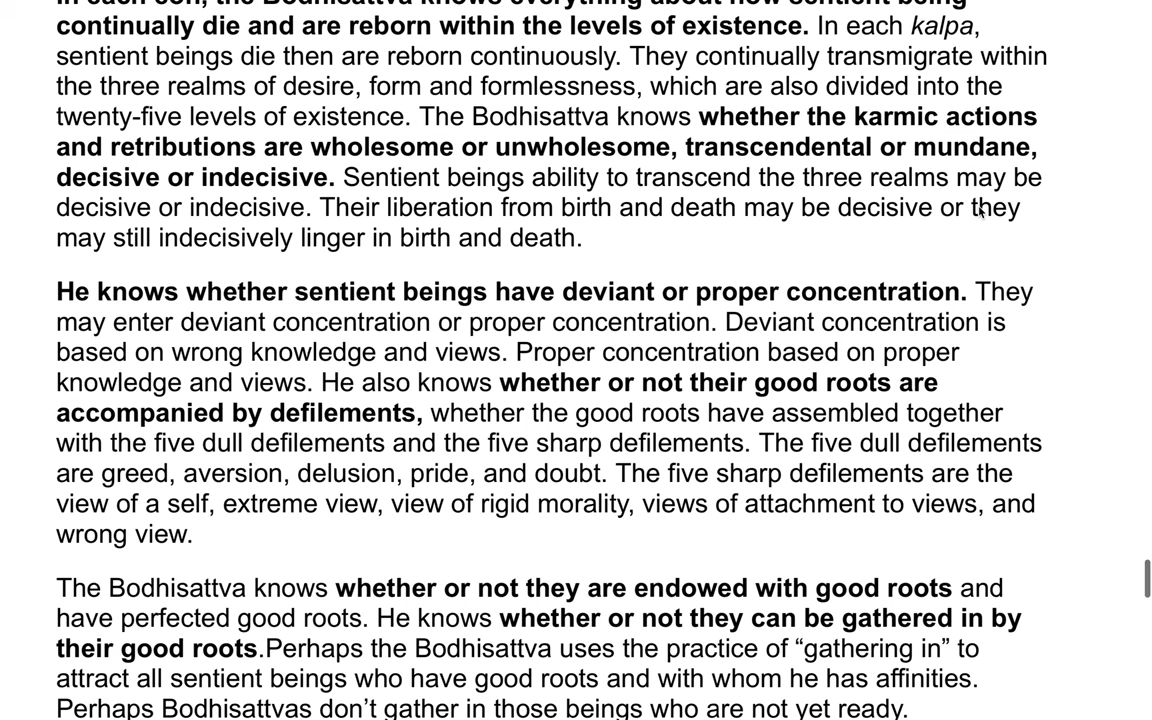 in each eon, the Bodhisattva knows everything about how sentient being
continually die and are reborn within the levels of existence. In each kalpa,
sentient beings die then are reborn continuously. They continually transmigrate within
the three realms of desire, form and formlessness, which are also divided into the
twenty-five levels of existence. The Bodhisattva knows whether the karmic actions
and retributions are wholesome or unwholesome, transcendental or mundane,
decisive or indecisive. Sentient beings ability to transcend the three realms may be
decisive or indecisive. Their liberation from birth and death may be decisive or they
may still indecisively linger in birth and death.
He knows whether sentient beings have deviant or proper concentration. They
may enter deviant concentration or proper concentration. Deviant concentration is
based on wrong knowledge and views. Proper concentration based on proper
knowledge and views. He also knows whether or not their good roots are
accompanied by defilements, whether the good roots have assembled together
with the five dull defilements and the five sharp defilements. The five dull defilements
are greed, aversion, delusion, pride, and doubt. The five sharp defilements are the
view of a self, extreme view, view of rigid morality, views of attachment to views, and
wrong view.
The Bodhisattva knows whether or not they are endowed with good roots and
have perfected good roots. He knows whether or not they can be gathered in by
their good roots.Perhaps the Bodhisattva uses the practice of “gathering in” to
attract all sentient beings who have good roots and with whom he has affinities.
Perhaps Bodhisattvas don’t gather in those beings who are not yet ready.